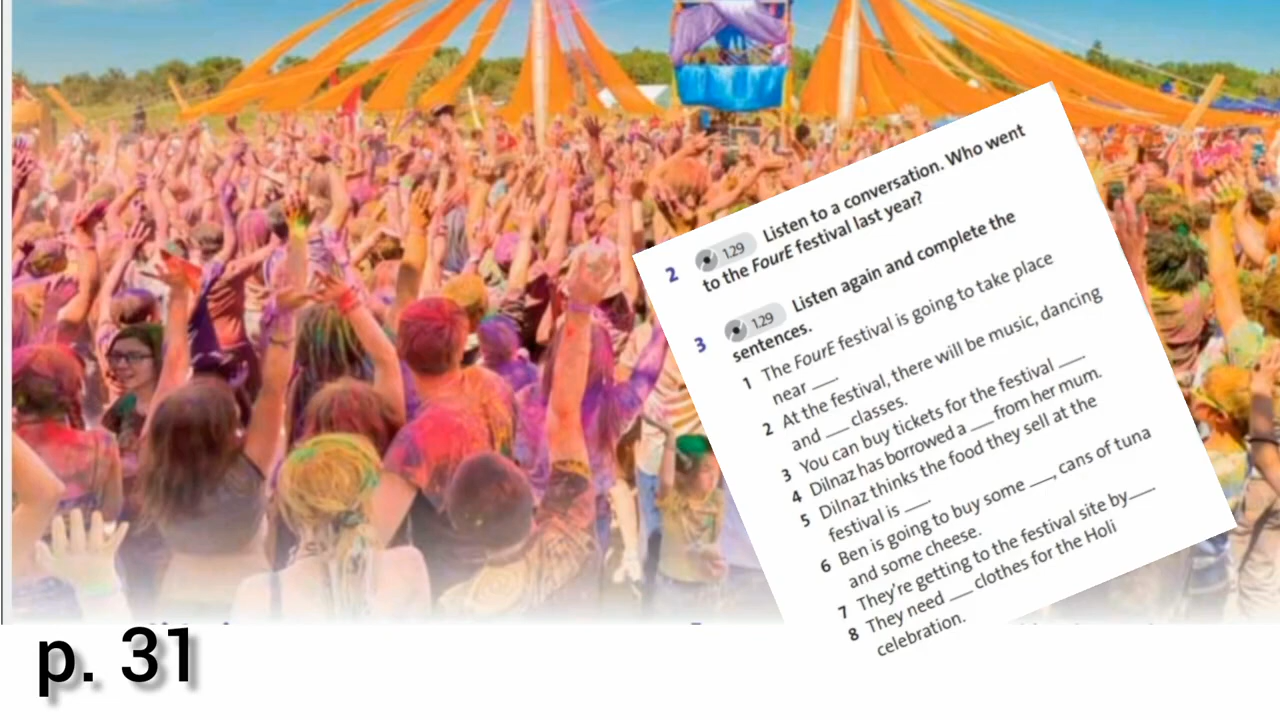 2 1.29 Listen to a conversation. Who went
to the FourE festival last year?
3 1.29 Listen again and complete the
sentences.
1 The FourE festival is going to take place
near ___.
2 At the festival, there will be music, dancing
and ___ classes.
3 You can buy tickets for the festival ___.
4 Dilnaz has borrowed a ___ from her mum.
5 Dilnaz thinks the food they sell at the
festival is ___.
6 Ben is going to buy some ___, cans of tuna
and some cheese.
7 They're getting to the festival site by___.
8 They need ___ clothes for the Holi
celebration.
p. 31